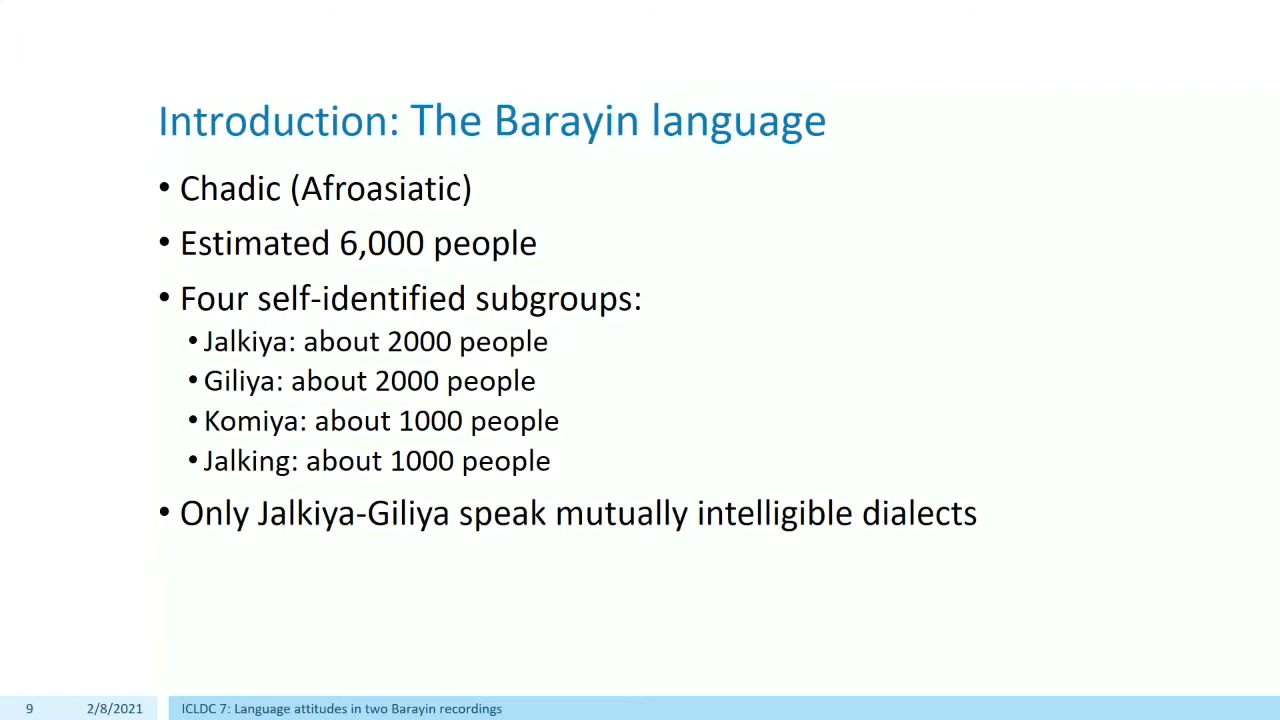 Introduction: The Barayin language
• Chadic (Afroasiatic)
• Estimated 6,000 people
• Four self-identified subgroups:
• Jalkiya: about 2000 people
• Giliya: about 2000 people
• Komiya: about 1000 people
• Jalking: about 1000 people
• Only Jalkiya-Giliya speak mutually intelligible dialects
9 2/8/2021 ICLDC 7: Language attitudes in two Barayin recordings